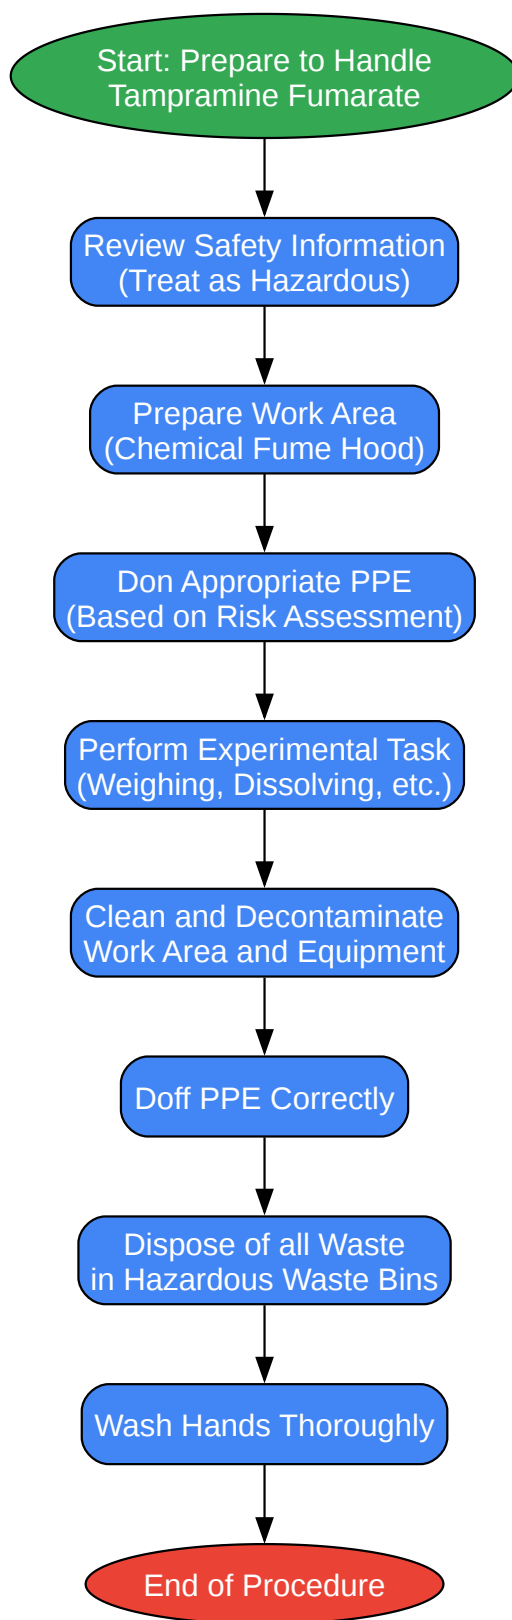 Start: Prepare to Handle
Tampramine Fumarate
Review Safety Information
(Treat as Hazardous)
Prepare Work Area
(Chemical Fume Hood)
Don Appropriate PPE
(Based on Risk Assessment)
Perform Experimental Task
(Weighing, Dissolving, etc.)
Clean and Decontaminate
Work Area and Equipment
Doff PPE Correctly
Dispose of all Waste
in Hazardous Waste Bins
Wash Hands Thoroughly
End of Procedure